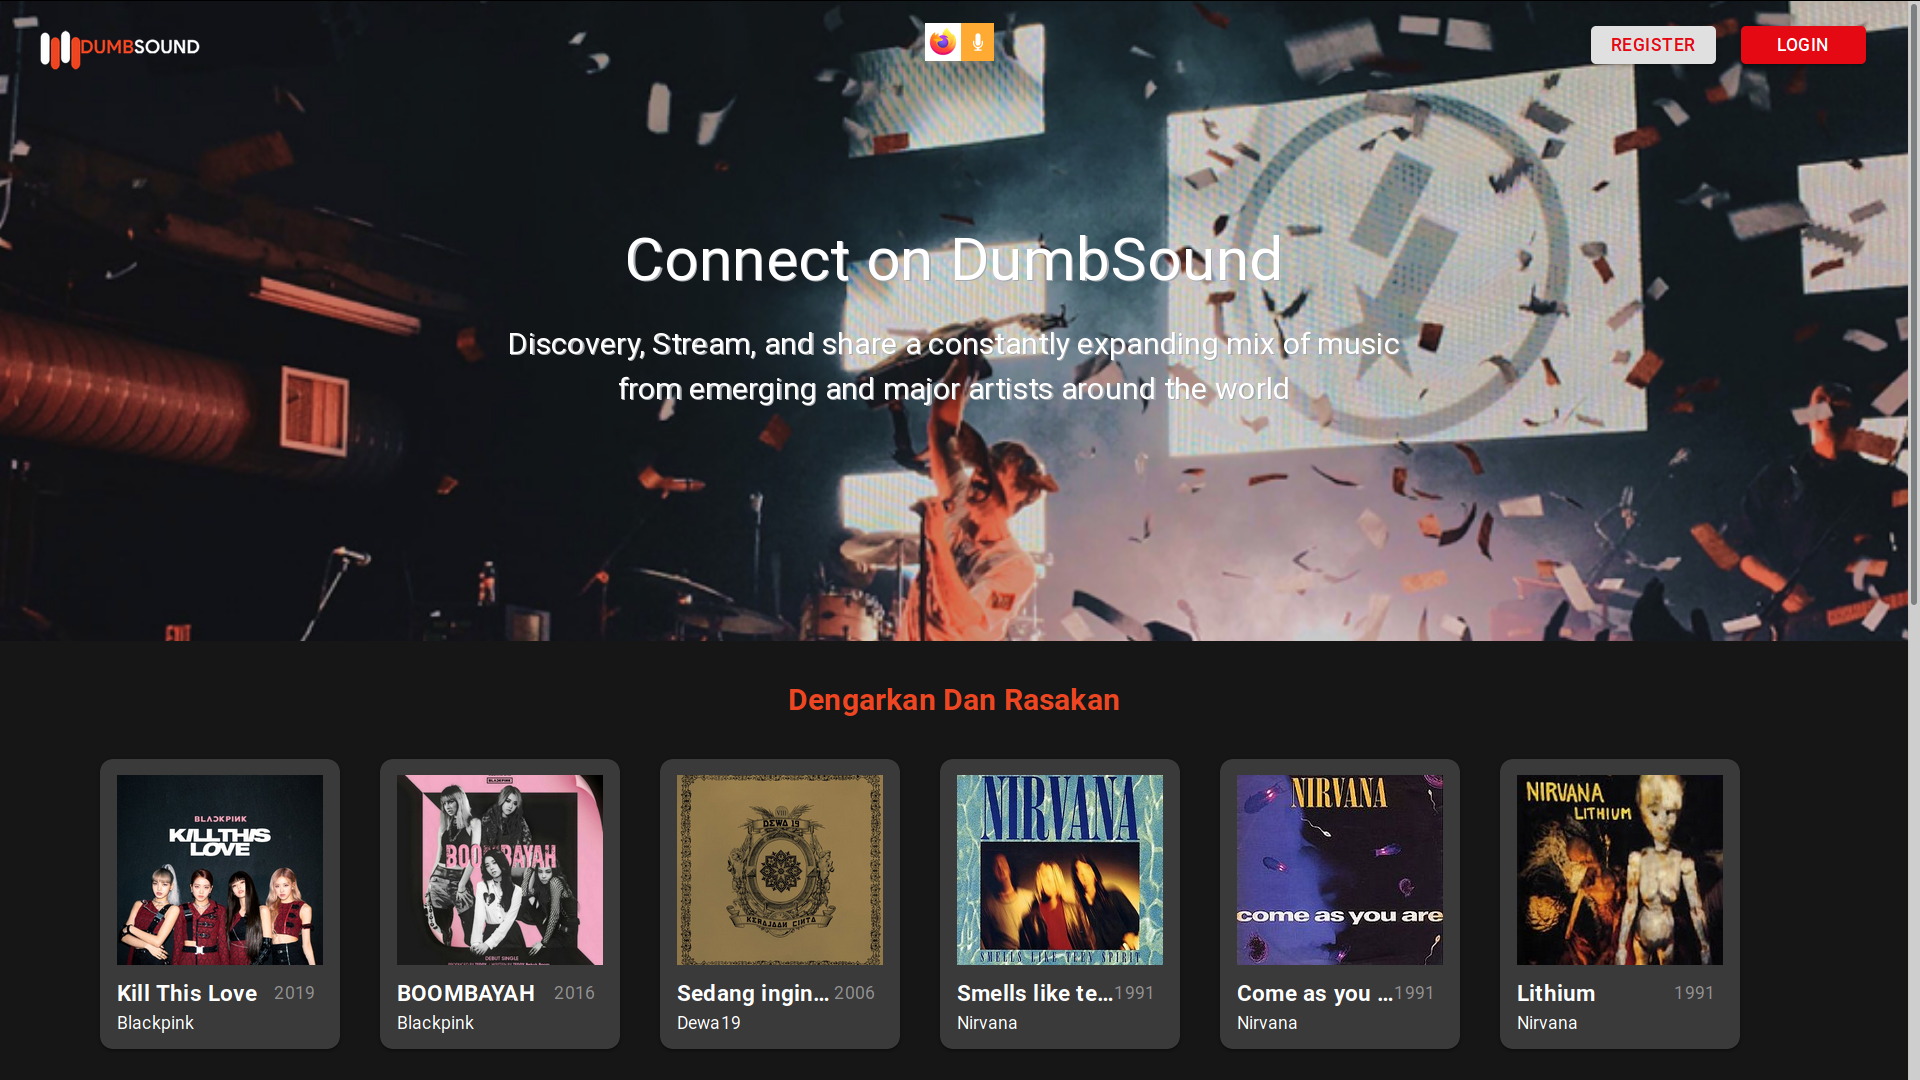 DUMBSOUND
REGISTER
LOGIN
Connect on DumbSound
Discovery, Stream, and share a constantly expanding mix of music
from emerging and major artists around the world
EXIT
Dengarkan Dan Rasakan
BLACKPINK
KILL THIS
LOVE
BLACKPINK
BOOMBAYAH
DEBUT SINGLE
VIII
DEWA 19
KERAJAAN CINTA
NIRVANA
SMELLS LIKE TEEN SPIRIT
NIRVANA
come as you are
NIRVANA
LITHIUM
Kill This Love 2019
Blackpink
BOOMBAYAH 2016
Blackpink
Sedang ingin... 2006
Dewa19
Smells like te... 1991
Nirvana
Come as you ... 1991
Nirvana
Lithium 1991
Nirvana